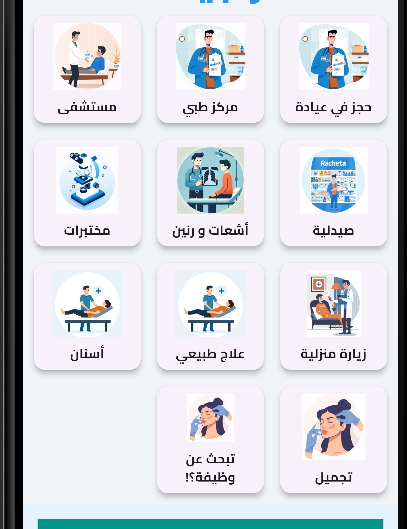 حجز في عيادة
مركز طبي
مستشفى
Racheta
صيدلية
أشعات و رنين
مختبرات
زيارة منزلية
علاج طبيعي
أسنان
تجميل
تبحث عن
وظيفة؟!